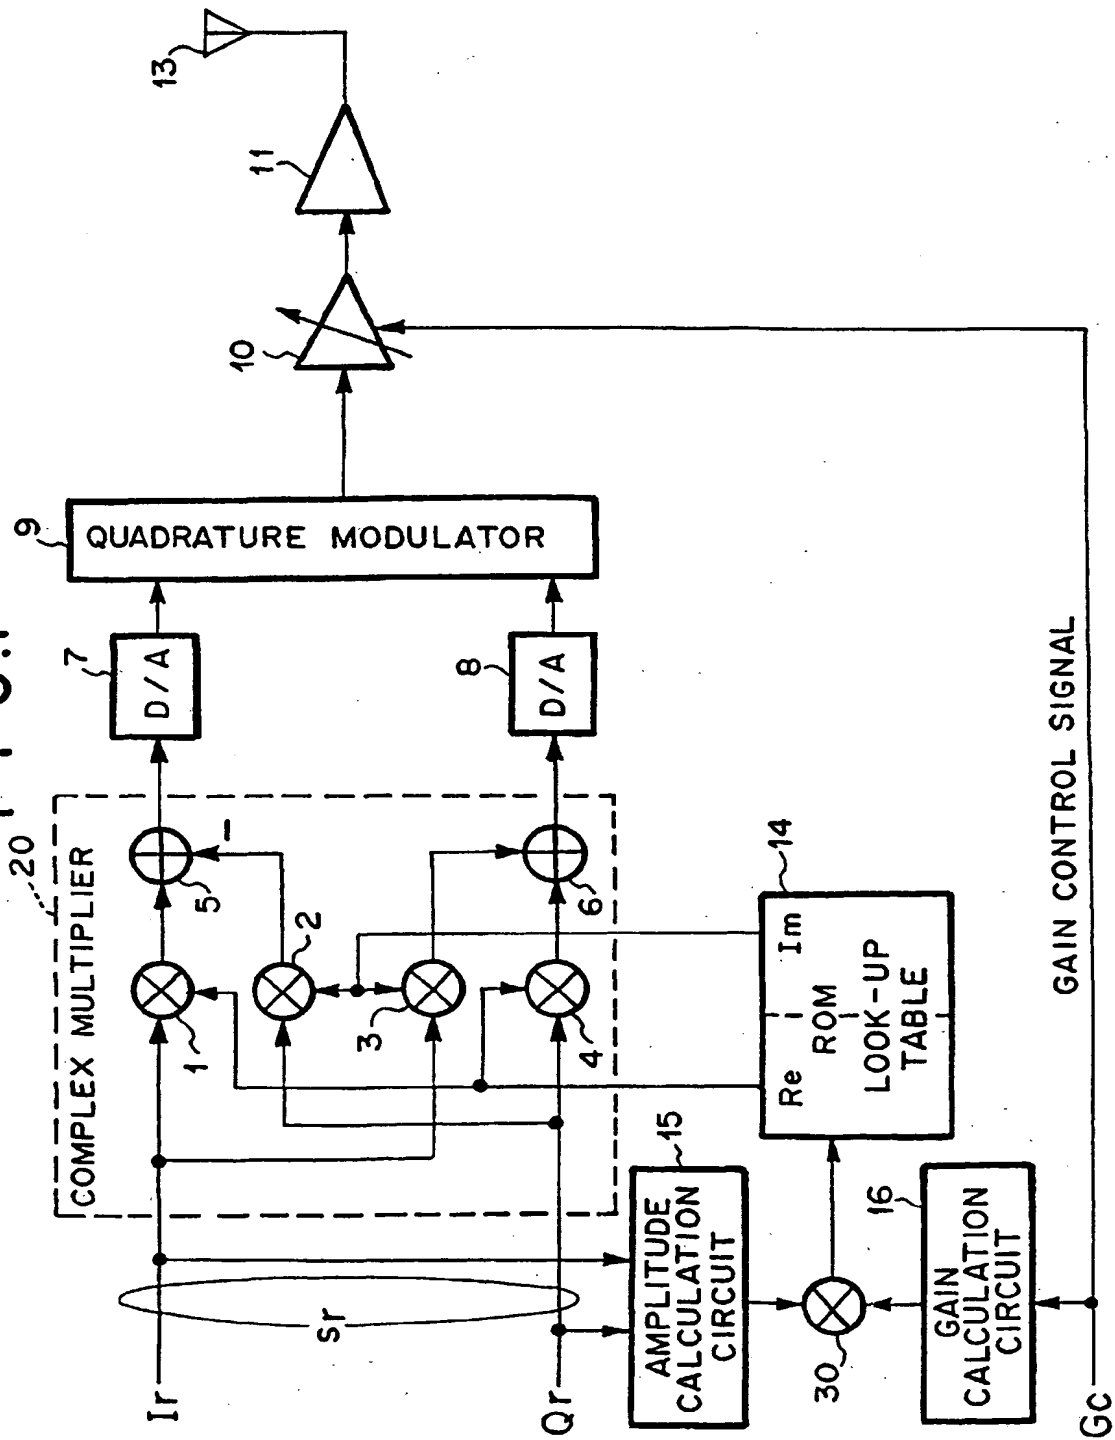 20
COMPLEX MULTIPLIER
1
2
3
4
5
6
–
7
D/A
8
D/A
9
QUADRATURE MODULATOR
10
11
13
Ir
Qr
sr
15
AMPLITUDE
CALCULATION
CIRCUIT
30
16
GAIN
CALCULATION
CIRCUIT
14
Re
Im
ROM
LOOK-UP
TABLE
Gc
GAIN CONTROL SIGNAL